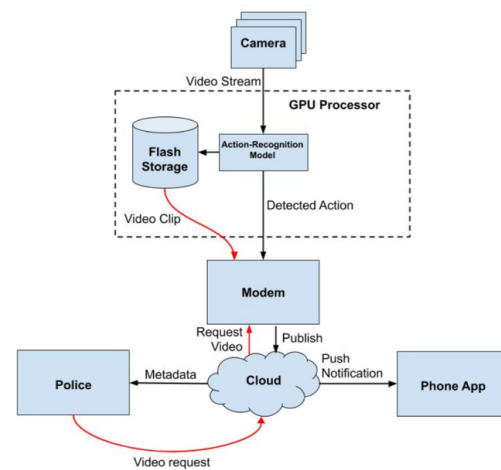 Camera
Video Stream
GPU Processor
Flash
Storage
Action-Recognition
Model
Video Clip
Detected Action
Modem
Request
Video
Publish
Push
Notification
Police
Metadata
Cloud
Phone App
Video request